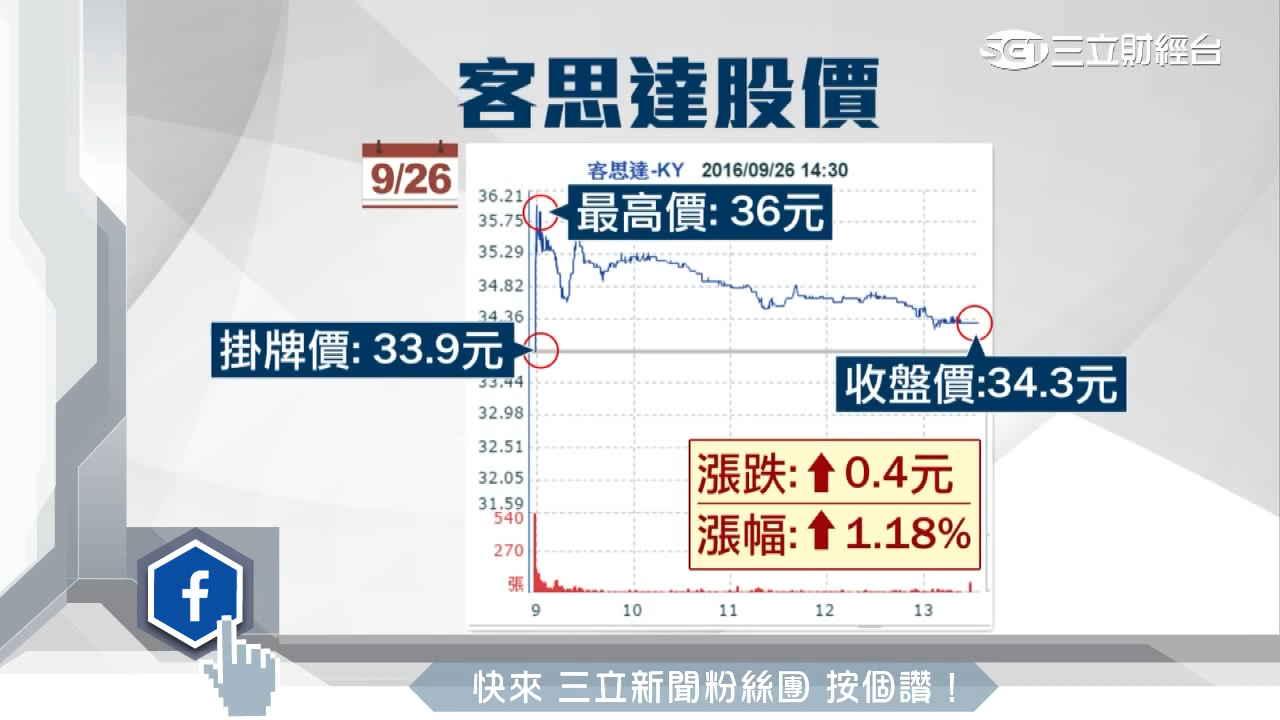 SET 三立財經台
客思達股價
9/26
客思達-KY 2016/09/26 14:30
36.21
最高價: 36元
35.75
35.29
34.82
34.36
掛牌價: 33.9元
收盤價:34.3元
33.44
32.98
32.51
32.05
31.59
漲跌:⬆0.4元
漲幅:⬆1.18%
540
270
張
9 10 11 12 13
f
快來 三立新聞粉絲團 按個讚！